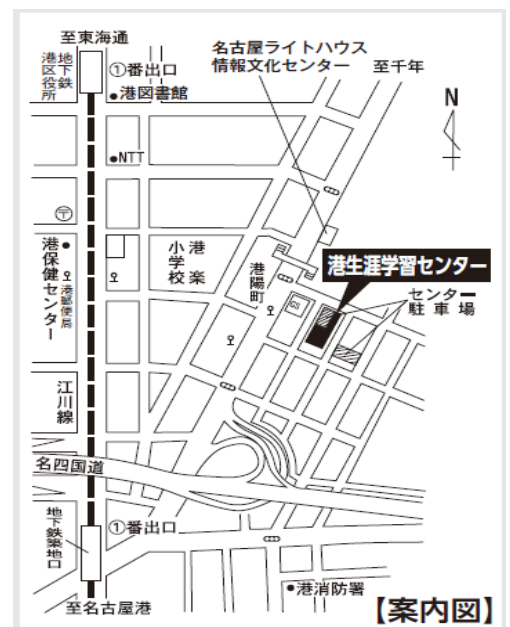 至東海通
地下鉄
港区役所
①番出口
港図書館
NTT
名古屋ライトハウス
情報文化センター
至千年
N
〒
港保健センター
港郵便局
港楽
小学校
港陽町
GS
港生涯学習センター
センター
駐車場
江川線
名四国道
地下鉄築地口
①番出口
港消防署
至名古屋港
【案内図】